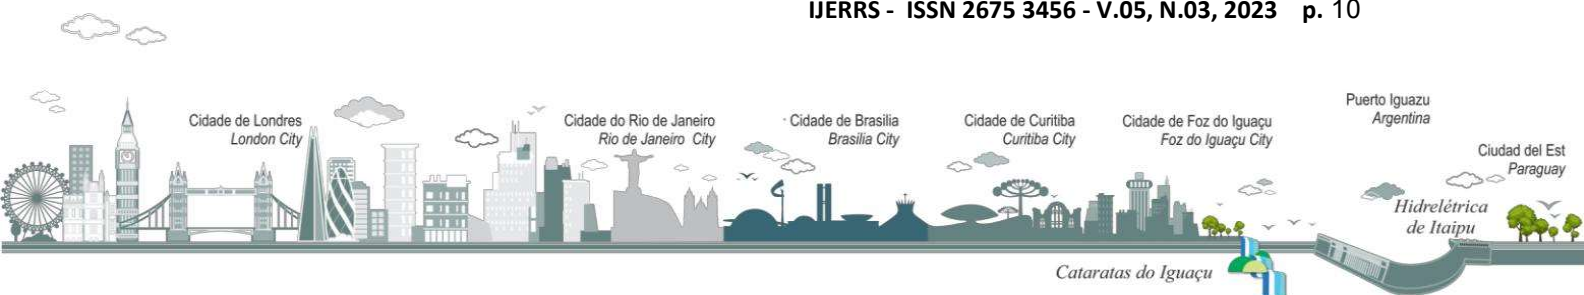 IJERRS - ISSN 2675 3456 - V.05, N.03, 2023 p. 10
Cidade de Londres
London City
Cidade do Rio de Janeiro
Rio de Janeiro City
Cidade de Brasilia
Brasilia City
Cidade de Curitiba
Curitiba City
Cidade de Foz do Iguaçu
Foz do Iguaçu City
Puerto Iguazu
Argentina
Ciudad del Est
Paraguay
Hidrelétrica
de Itaipu
Cataratas do Iguaçu